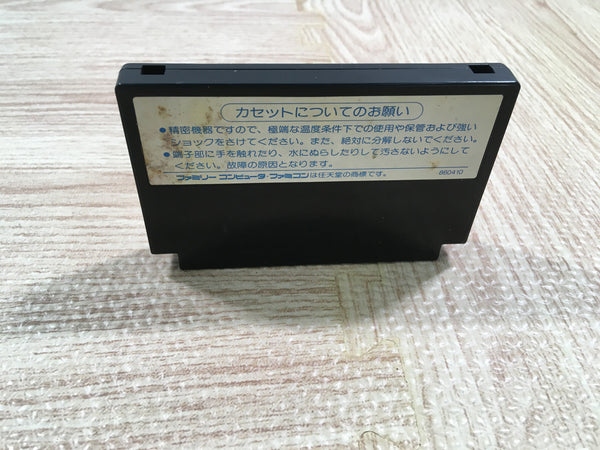 カセットについてのお願い
●精密機器ですので、極端な温度条件下での使用や保管および強い
ショックをさけてください。また、絶対に分解しないでください。
●端子部に手を触れたり、水にぬらしたりして汚さないようにして
ください。故障の原因となります。
ファミリーコンピュータ・ファミコンは任天堂の商標です。
860410